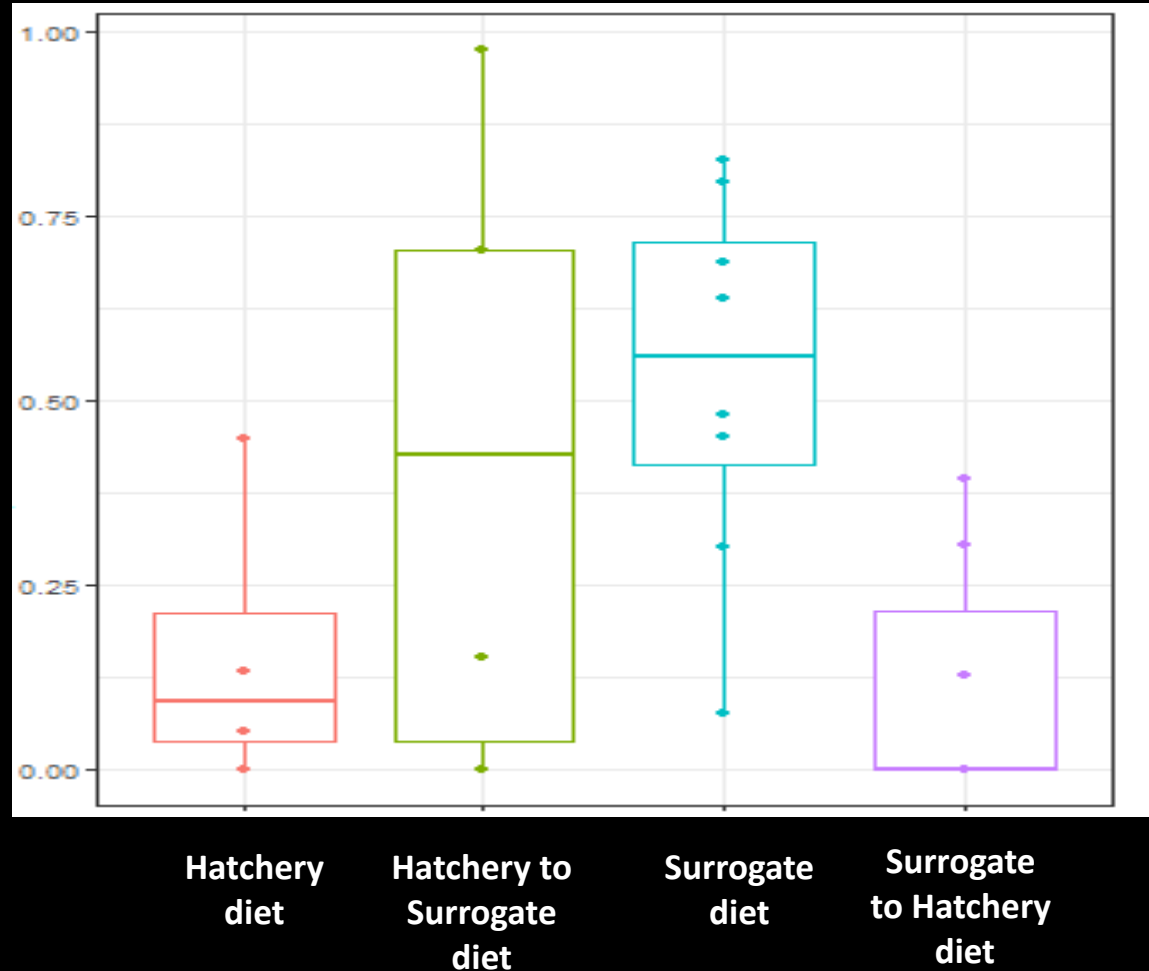 1.00
0.75
0.50
0.25
0.00
Hatchery
diet
Hatchery to
Surrogate
diet
Surrogate
diet
Surrogate
to Hatchery
diet